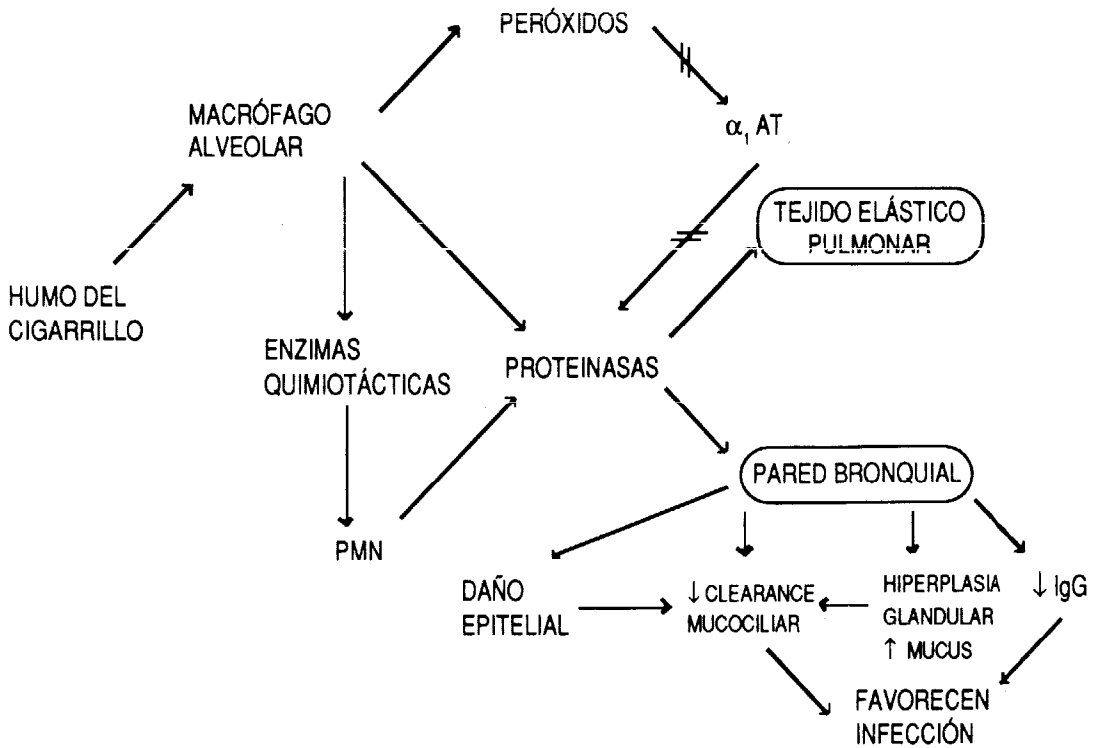 PERÓXIDOS
MACRÓFAGO
ALVEOLAR
α₁ AT
TEJIDO ELÁSTICO
PULMONAR
HUMO DEL
CIGARRILLO
ENZIMAS
QUIMIOTÁCTICAS
PROTEINASAS
PARED BRONQUIAL
PMN
DAÑO
EPITELIAL
↓ CLEARANCE
MUCOCILIAR
HIPERPLASIA
GLANDULAR
↑ MUCUS
↓ IgG
FAVORECEN
INFECCIÓN